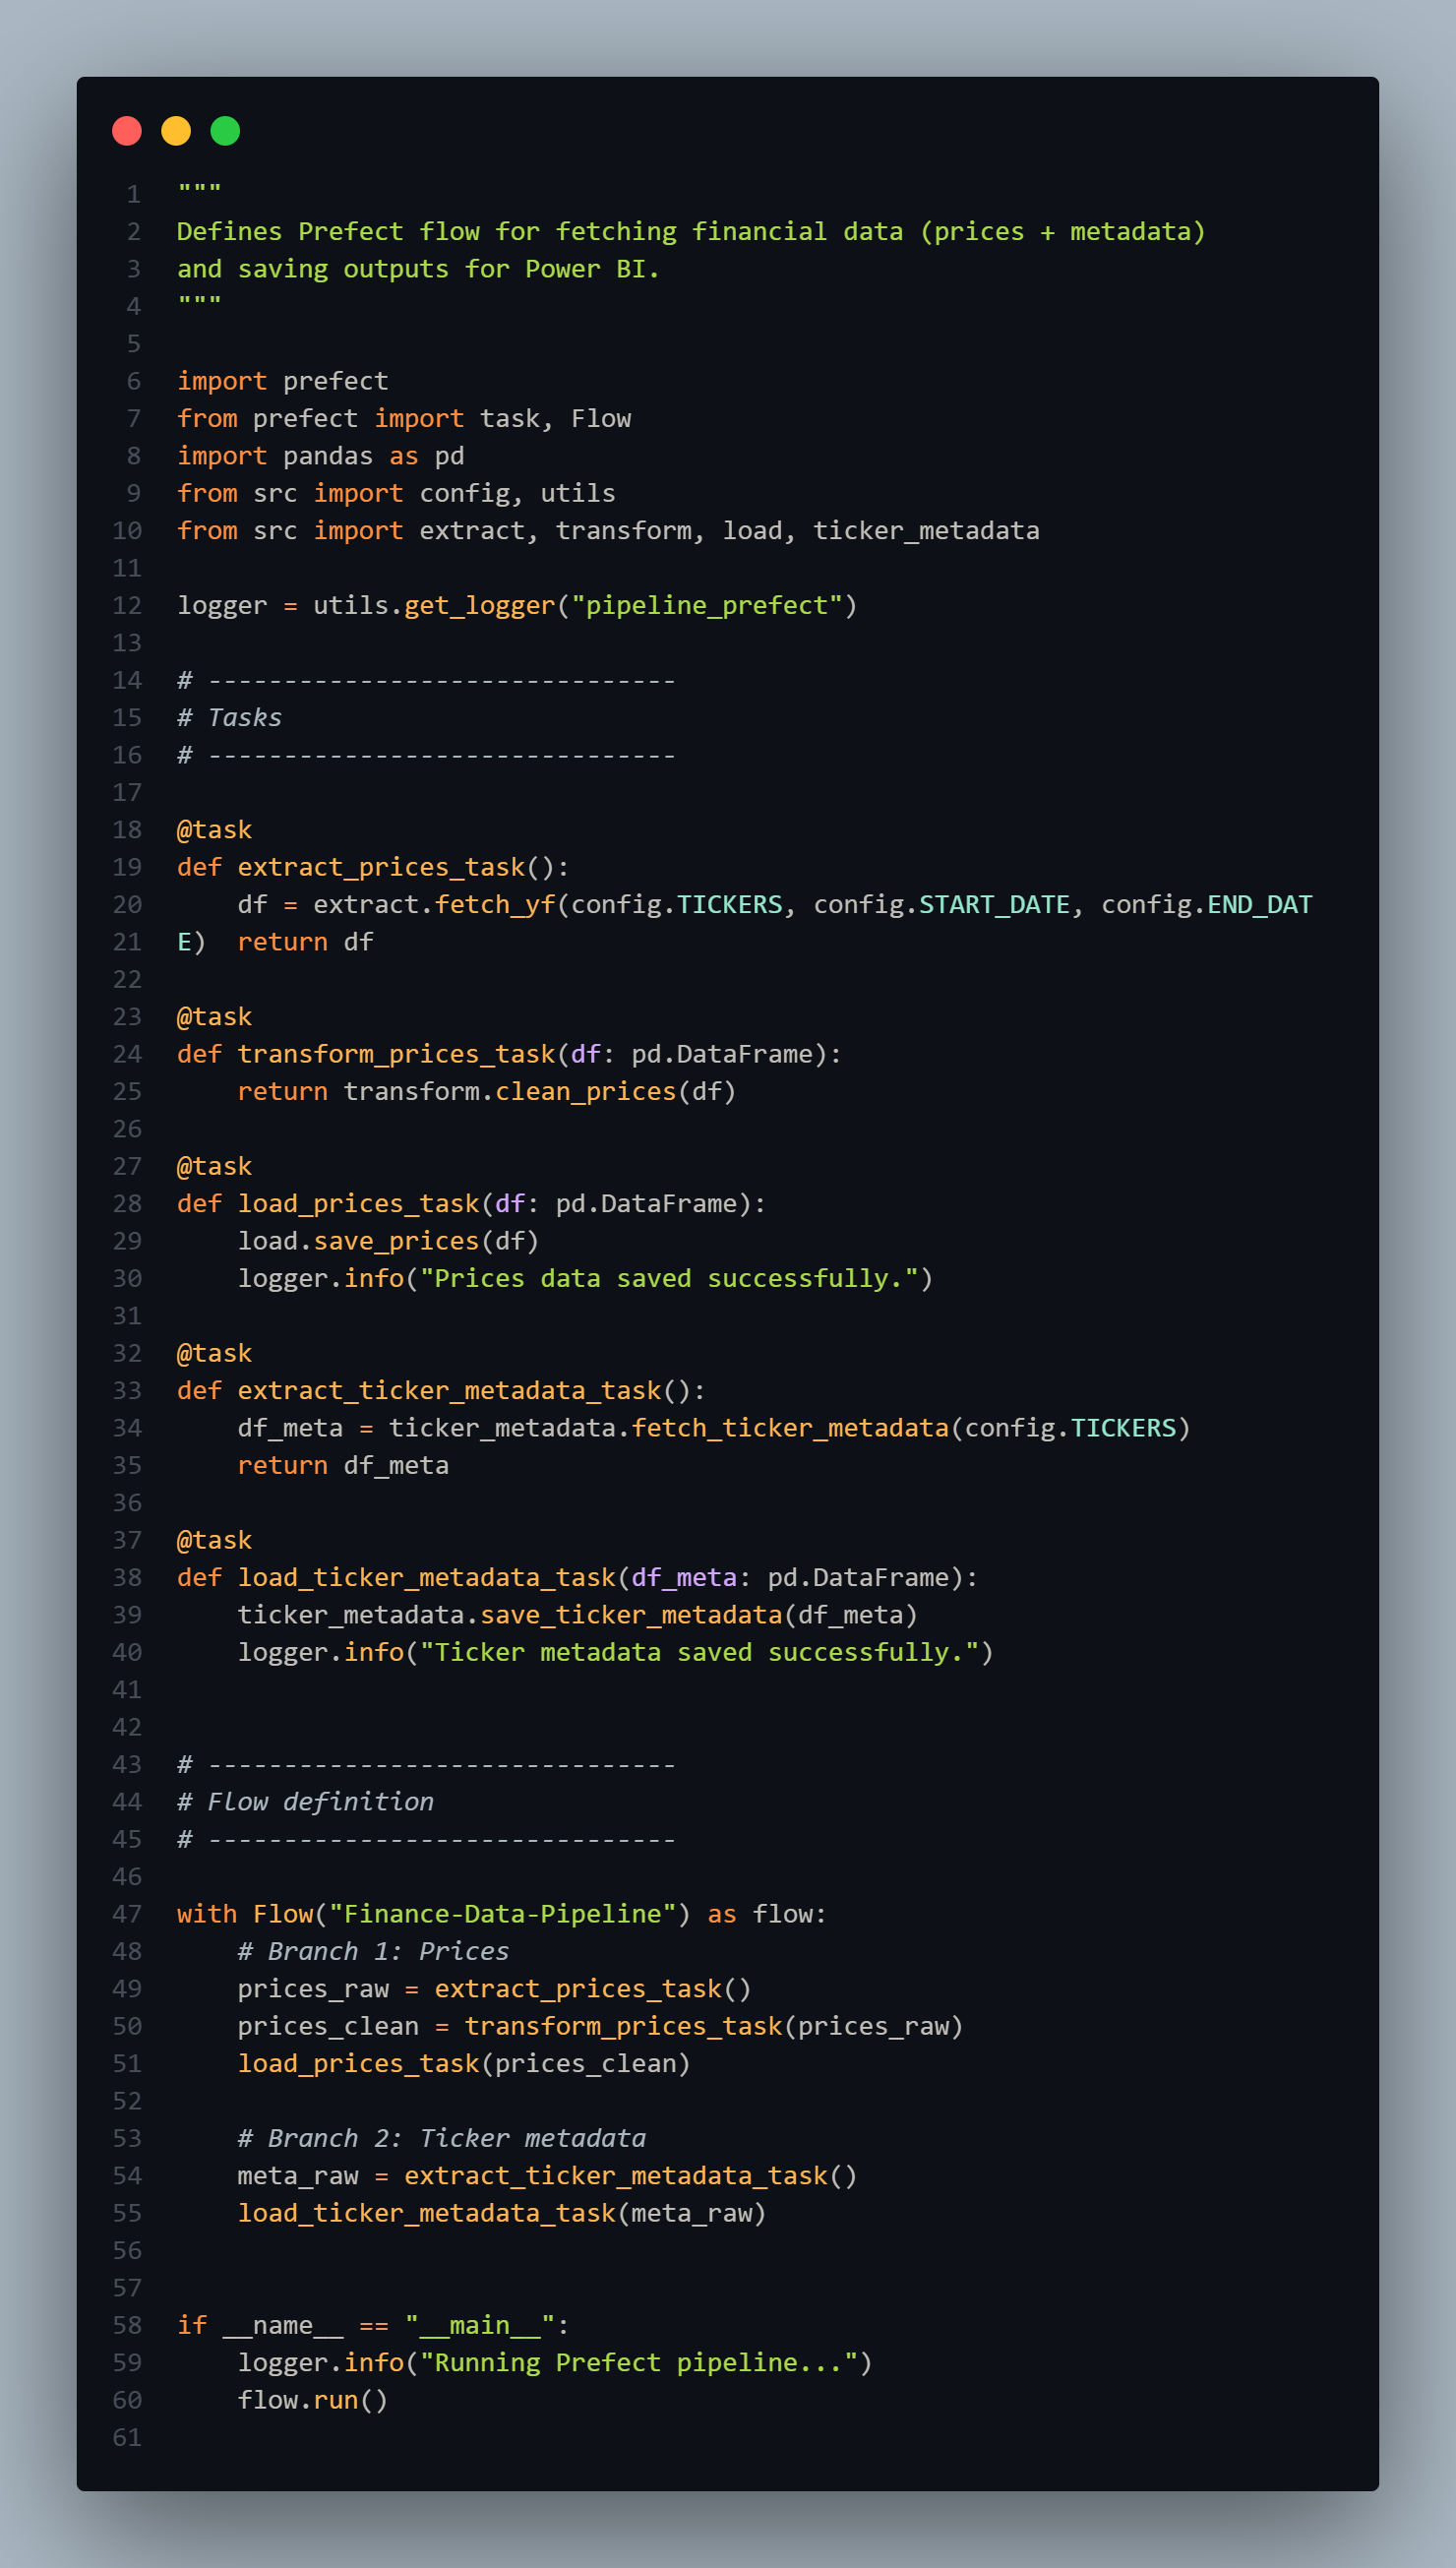 1 """
2 Defines Prefect flow for fetching financial data (prices + metadata)
3 and saving outputs for Power BI.
4 """
5
6 import prefect
7 from prefect import task, Flow
8 import pandas as pd
9 from src import config, utils
10 from src import extract, transform, load, ticker_metadata
11
12 logger = utils.get_logger("pipeline_prefect")
13
14 # -------------------------------
15 # Tasks
16 # -------------------------------
17
18 @task
19 def extract_prices_task():
20     df = extract.fetch_yf(config.TICKERS, config.START_DATE, config.END_DAT
21 E)  return df
22
23 @task
24 def transform_prices_task(df: pd.DataFrame):
25     return transform.clean_prices(df)
26
27 @task
28 def load_prices_task(df: pd.DataFrame):
29     load.save_prices(df)
30     logger.info("Prices data saved successfully.")
31
32 @task
33 def extract_ticker_metadata_task():
34     df_meta = ticker_metadata.fetch_ticker_metadata(config.TICKERS)
35     return df_meta
36
37 @task
38 def load_ticker_metadata_task(df_meta: pd.DataFrame):
39     ticker_metadata.save_ticker_metadata(df_meta)
40     logger.info("Ticker metadata saved successfully.")
41
42
43 # -------------------------------
44 # Flow definition
45 # -------------------------------
46
47 with Flow("Finance-Data-Pipeline") as flow:
48     # Branch 1: Prices
49     prices_raw = extract_prices_task()
50     prices_clean = transform_prices_task(prices_raw)
51     load_prices_task(prices_clean)
52
53     # Branch 2: Ticker metadata
54     meta_raw = extract_ticker_metadata_task()
55     load_ticker_metadata_task(meta_raw)
56
57
58 if __name__ == "__main__":
59     logger.info("Running Prefect pipeline...")
60     flow.run()
61